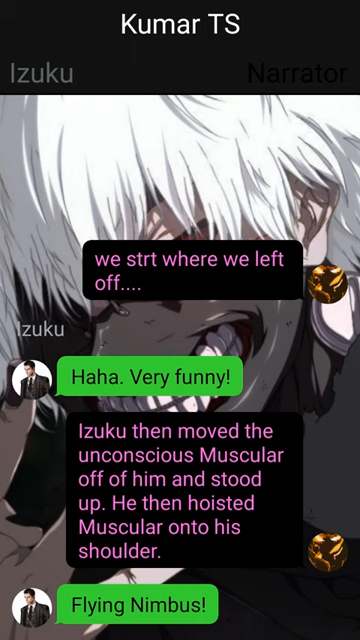 Kumar TS
Izuku
Narrator
we strt where we left
off....
Izuku
Haha. Very funny!
Izuku then moved the
unconscious Muscular
off of him and stood
up. He then hoisted
Muscular onto his
shoulder.
Flying Nimbus!